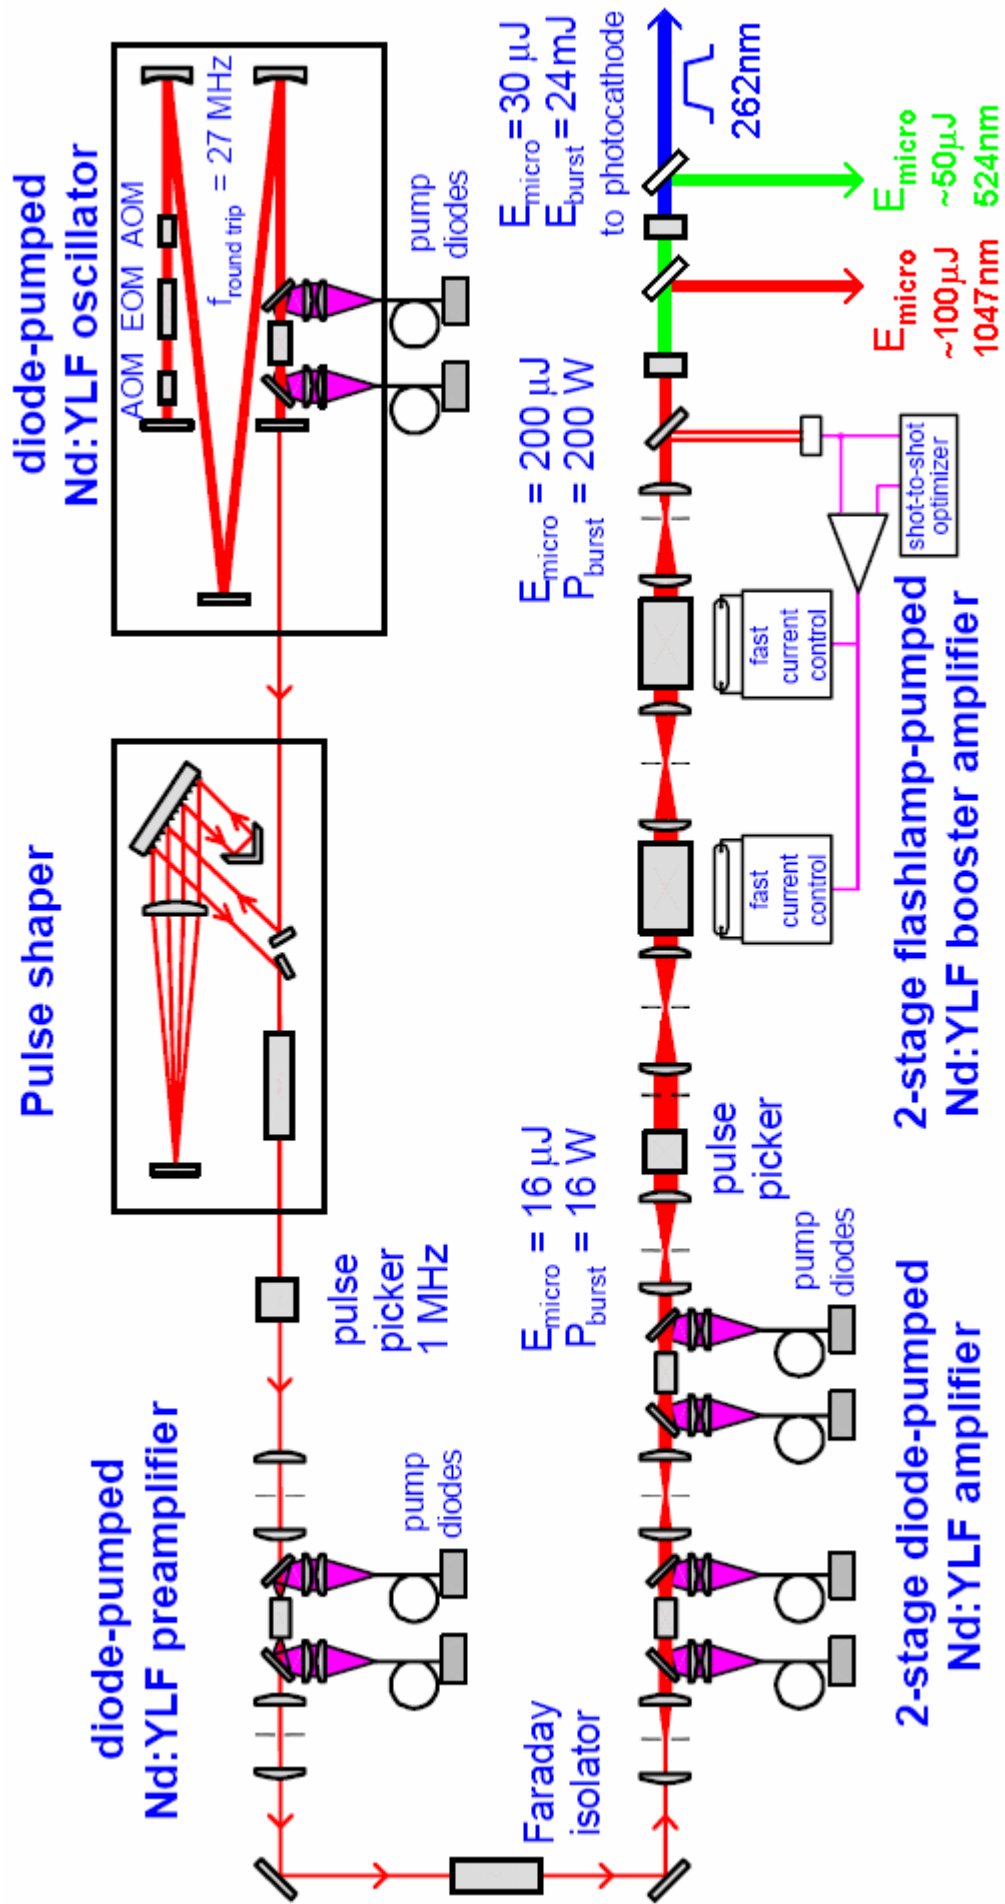 diode-pumped
Nd:YLF preamplifier
pump
diodes
pulse
picker
1 MHz
Pulse shaper
diode-pumped
Nd:YLF oscillator
AOM EOM AOM
f_round trip = 27 MHz
pump
diodes
Faraday
isolator
E_micro = 16 µJ
P_burst = 16 W
pump
diodes
2-stage diode-pumped
Nd:YLF amplifier
pulse
picker
E_micro = 200 µJ
P_burst = 200 W
fast
current
control
fast
current
control
shot-to-shot
optimizer
2-stage flashlamp-pumped
Nd:YLF booster amplifier
E_micro = 30 µJ
E_burst = 24 mJ
to photocathode
262nm
E_micro
~100µJ
1047nm
E_micro
~50µJ
524nm